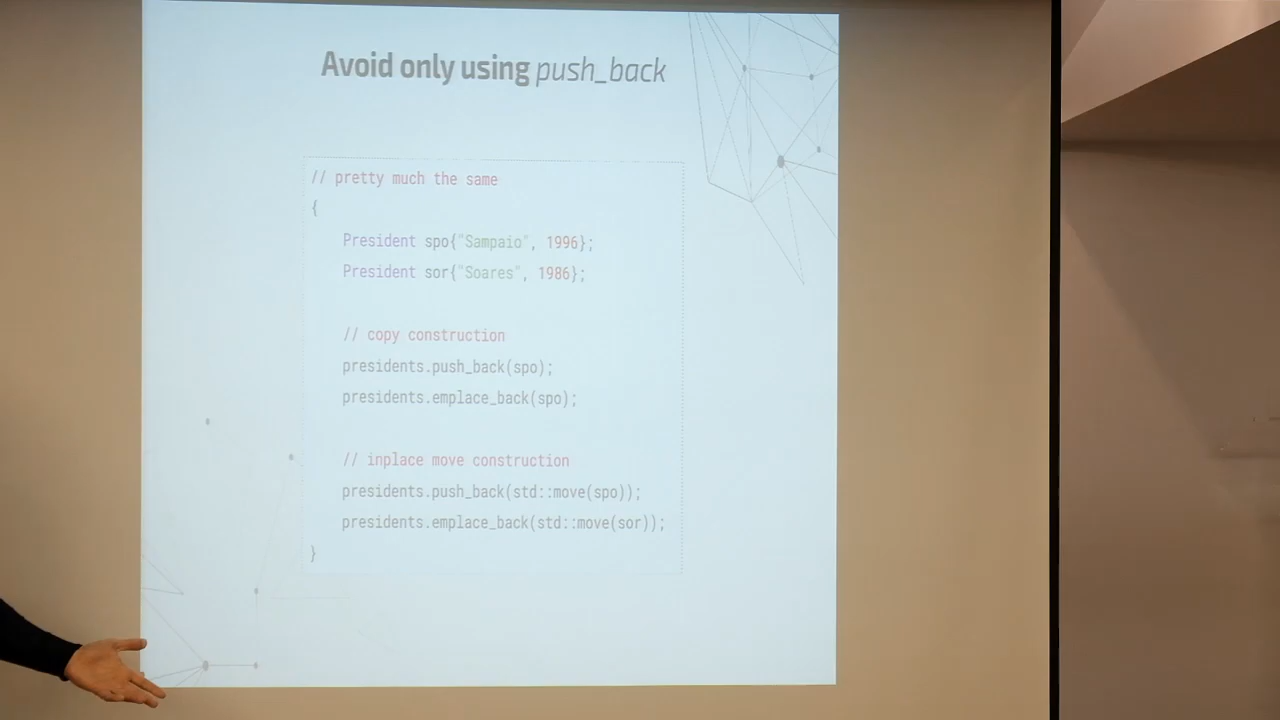 Avoid only using push_back
// pretty much the same
{
President spo{"Sampaio", 1996};
President sor{"Soares", 1986};
// copy construction
presidents.push_back(spo);
presidents.emplace_back(spo);
// inplace move construction
presidents.push_back(std::move(spo));
presidents.emplace_back(std::move(sor));
}